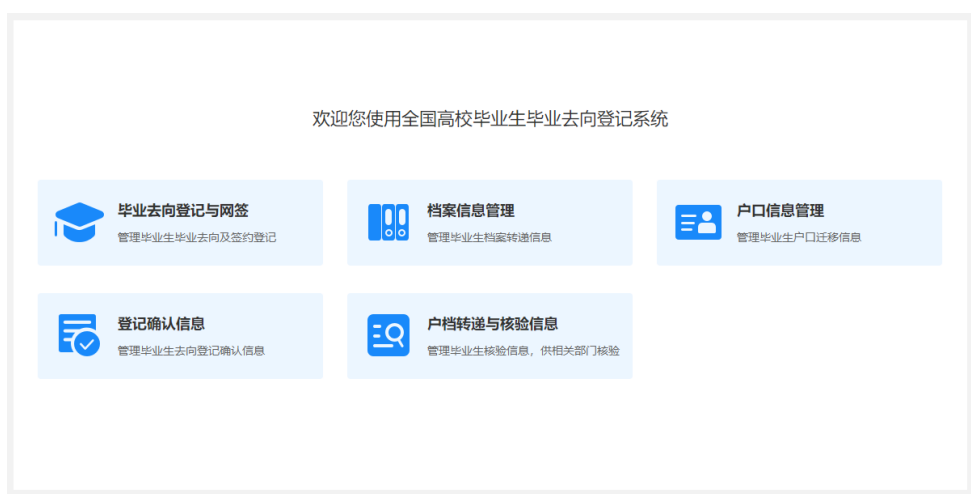 欢迎您使用全国高校毕业生毕业去向登记系统
毕业去向登记与网签
管理毕业生毕业去向及签约登记
档案信息管理
管理毕业生档案转递信息
户口信息管理
管理毕业生户口迁移信息
登记确认信息
管理毕业生去向登记确认信息
户档转递与核验信息
管理毕业生核验信息，供相关部门核验